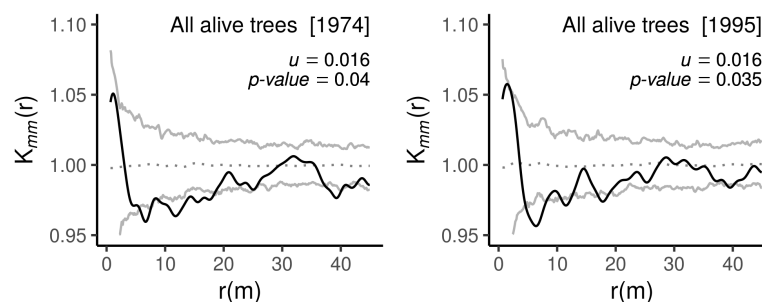 All alive trees [1974]
u = 0.016
p-value = 0.04
K_mm(r)
1.10
1.05
1.00
0.95
0 10 20 30 40
r(m)
All alive trees [1995]
u = 0.016
p-value = 0.035
K_mm(r)
1.10
1.05
1.00
0.95
0 10 20 30 40
r(m)